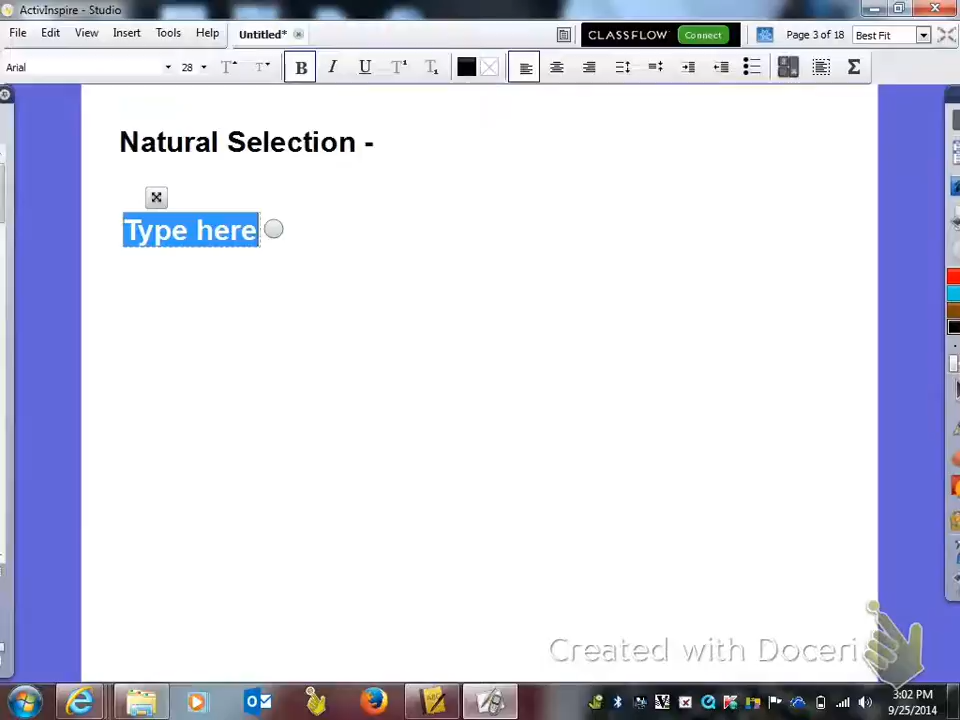 ActivInspire - Studio
File Edit View Insert Tools Help Untitled* CLASSFLOW Connect Page 3 of 18 Best Fit
Arial 28 B I U T T Σ
Natural Selection -
Type here
Created with Doceri
3:02 PM
9/25/2014